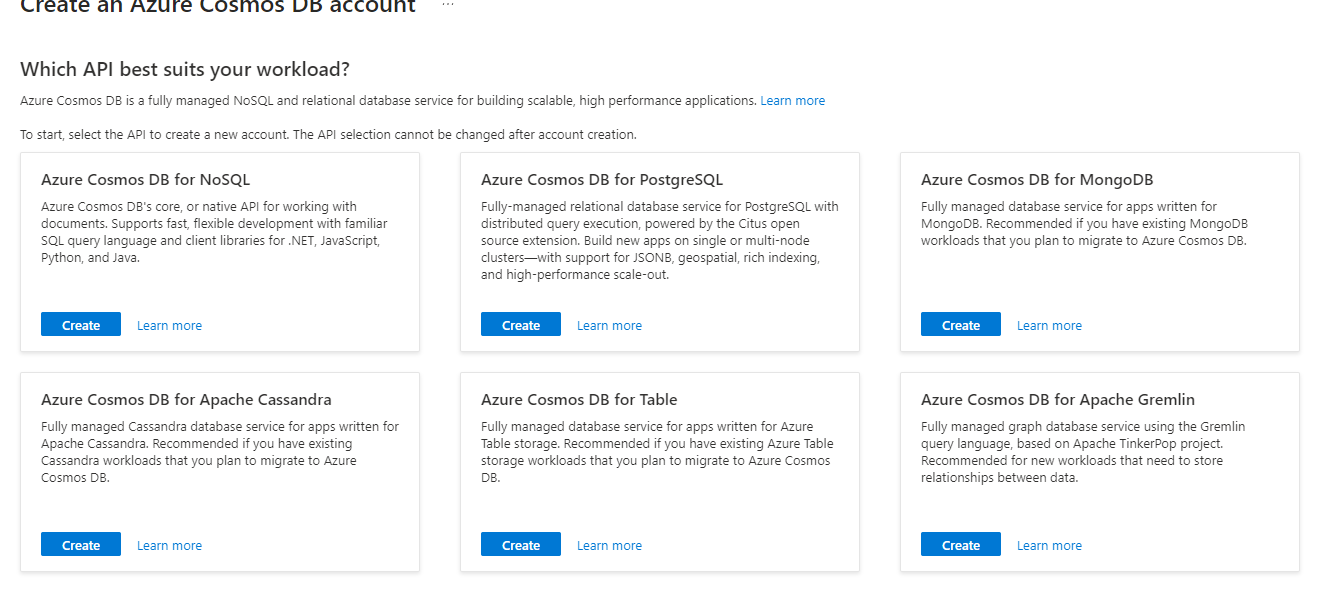 Create an Azure Cosmos DB account ...
Which API best suits your workload?
Azure Cosmos DB is a fully managed NoSQL and relational database service for building scalable, high performance applications. Learn more
To start, select the API to create a new account. The API selection cannot be changed after account creation.
Azure Cosmos DB for NoSQL
Azure Cosmos DB's core, or native API for working with
documents. Supports fast, flexible development with familiar
SQL query language and client libraries for .NET, JavaScript,
Python, and Java.
Create Learn more
Azure Cosmos DB for PostgreSQL
Fully-managed relational database service for PostgreSQL with
distributed query execution, powered by the Citus open
source extension. Build new apps on single or multi-node
clusters—with support for JSONB, geospatial, rich indexing,
and high-performance scale-out.
Create Learn more
Azure Cosmos DB for MongoDB
Fully managed database service for apps written for
MongoDB. Recommended if you have existing MongoDB
workloads that you plan to migrate to Azure Cosmos DB.
Create Learn more
Azure Cosmos DB for Apache Cassandra
Fully managed Cassandra database service for apps written for
Apache Cassandra. Recommended if you have existing
Cassandra workloads that you plan to migrate to Azure
Cosmos DB.
Create Learn more
Azure Cosmos DB for Table
Fully managed database service for apps written for Azure
Table storage. Recommended if you have existing Azure Table
storage workloads that you plan to migrate to Azure Cosmos
DB.
Create Learn more
Azure Cosmos DB for Apache Gremlin
Fully managed graph database service using the Gremlin
query language, based on Apache TinkerPop project.
Recommended for new workloads that need to store
relationships between data.
Create Learn more